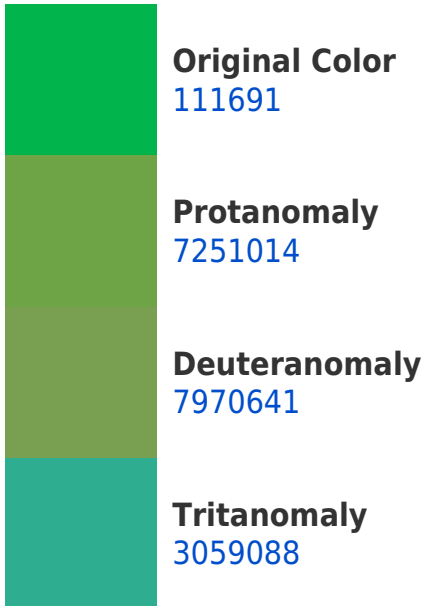 Original Color
111691
Protanomaly
7251014
Deuteranomaly
7970641
Tritanomaly
3059088